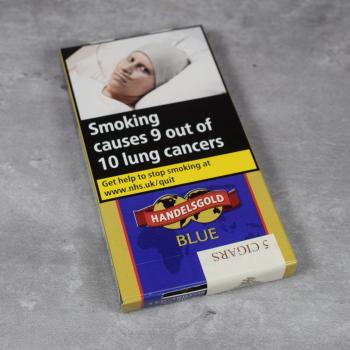 Smoking
causes 9 out of
10 lung cancers
Get help to stop smoking at
www.nhs.uk/quit
HANDELSGOLD
BLUE
5 CIGARS